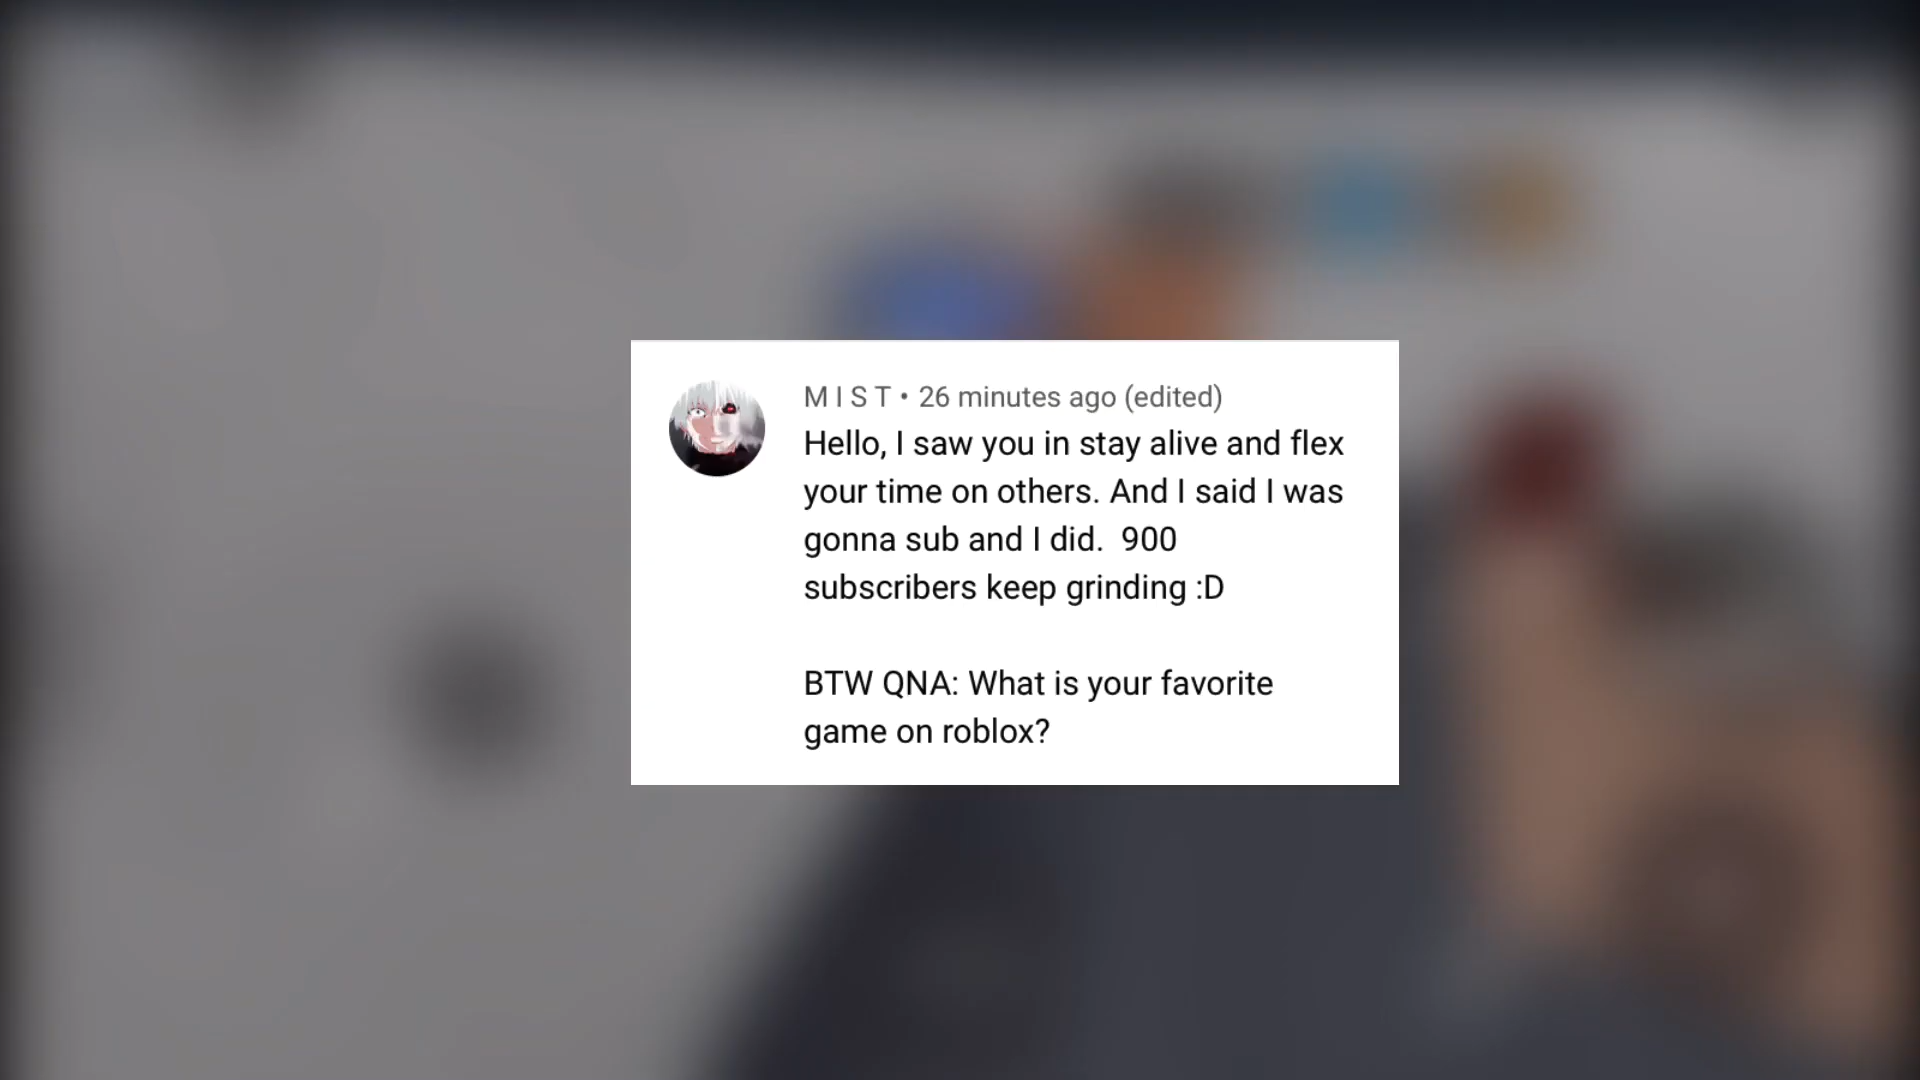 M I S T • 26 minutes ago (edited)
Hello, I saw you in stay alive and flex
your time on others. And I said I was
gonna sub and I did.  900
subscribers keep grinding :D
BTW QNA: What is your favorite
game on roblox?